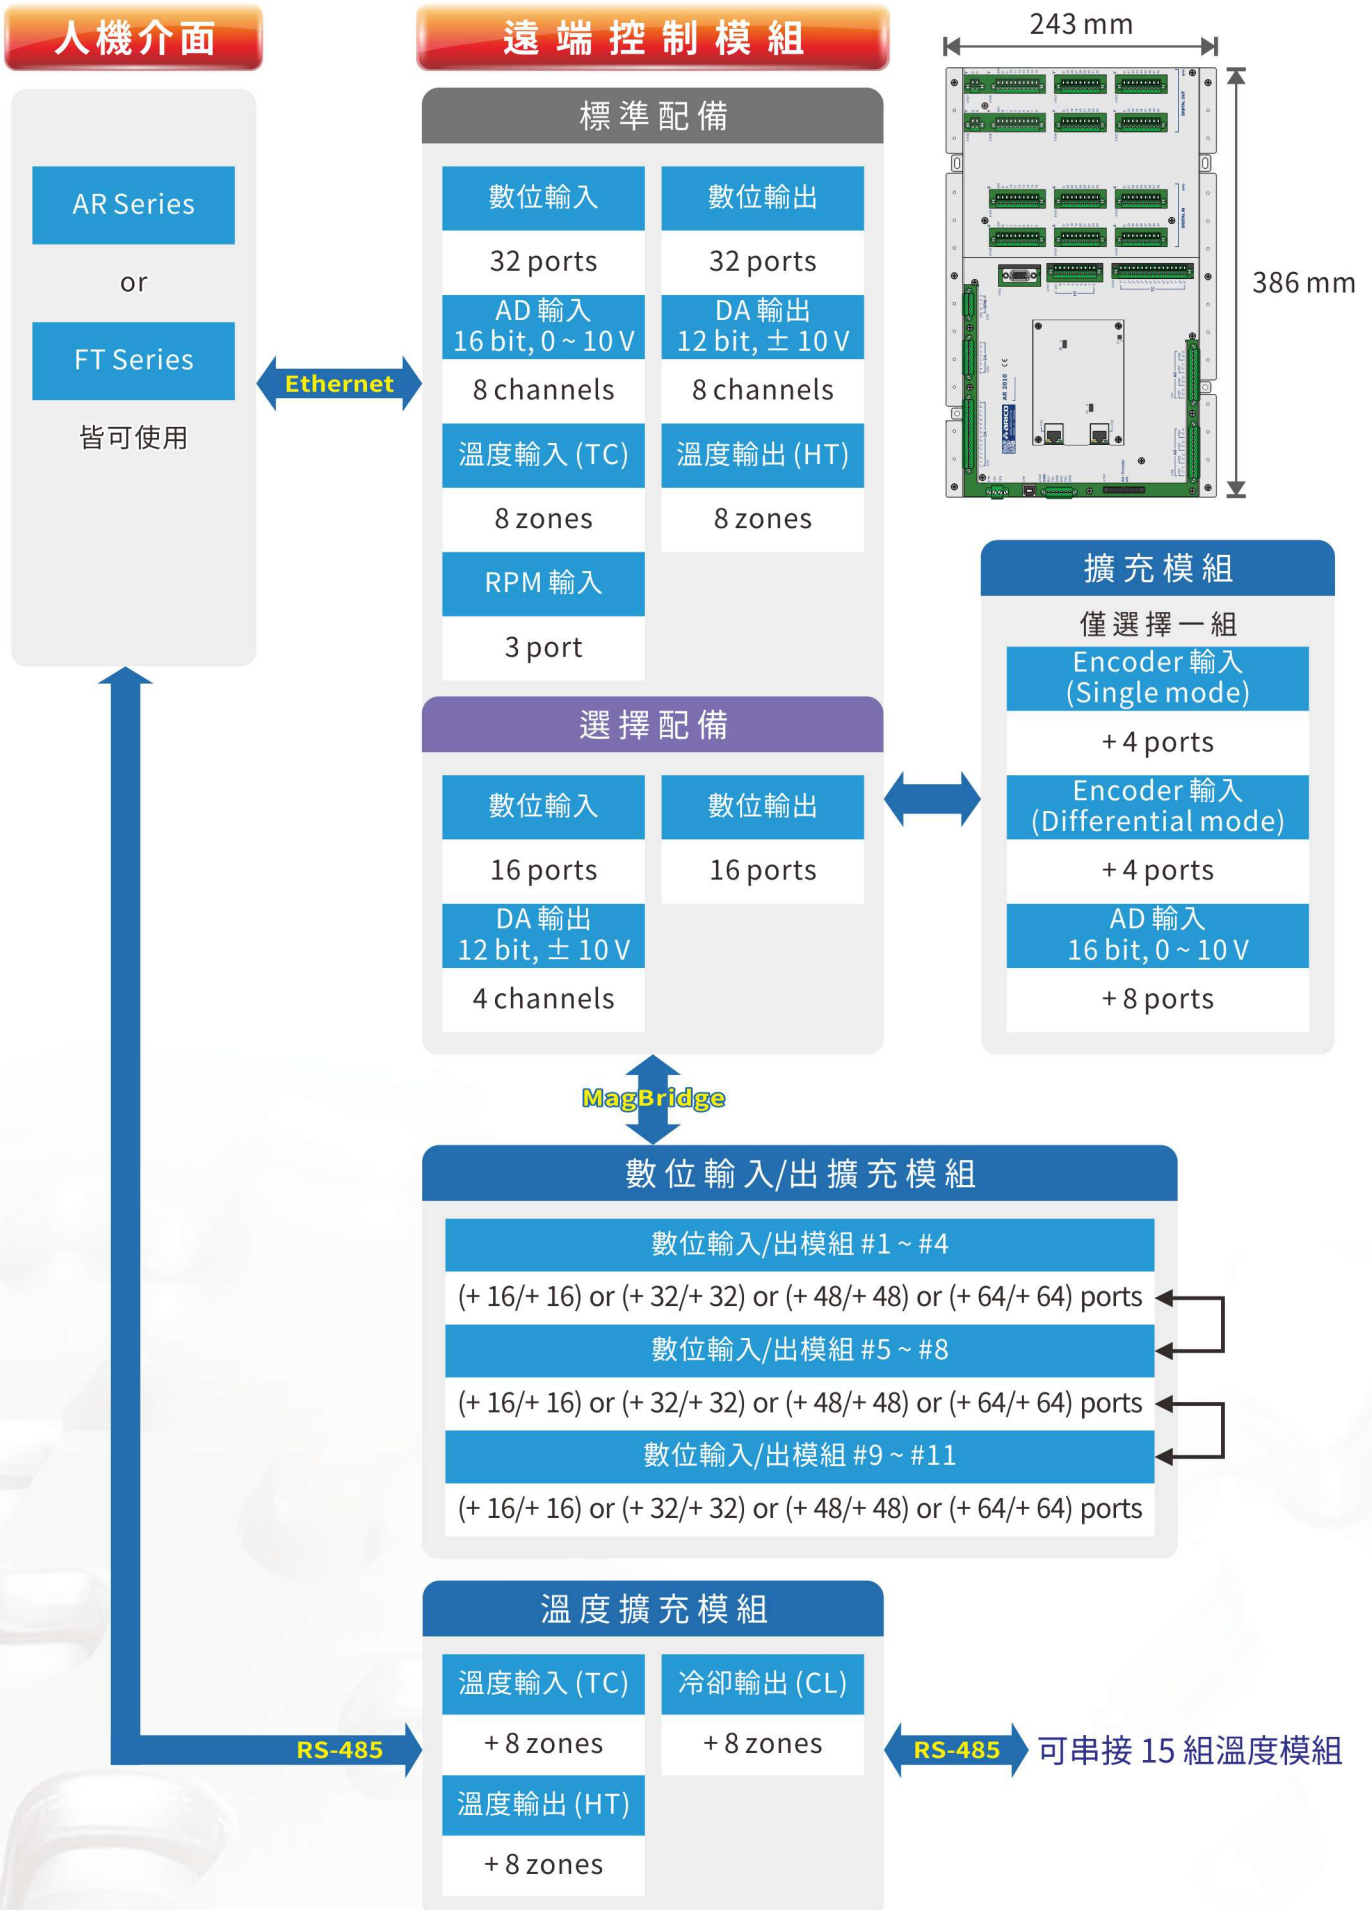 人機介面
AR Series
or
FT Series
皆可使用
Ethernet
遠端控制模組
標準配備
數位輸入
數位輸出
32 ports
32 ports
AD 輸入
16 bit, 0 ~ 10 V
DA 輸出
12 bit, ± 10 V
8 channels
8 channels
溫度輸入 (TC)
溫度輸出 (HT)
8 zones
8 zones
RPM 輸入
3 port
選擇配備
數位輸入
數位輸出
16 ports
16 ports
DA 輸出
12 bit, ± 10 V
4 channels
243 mm
386 mm
DIGITAL OUT
DIGITAL IN
AR 2010
擴充模組
僅選擇一組
Encoder 輸入
(Single mode)
+ 4 ports
Encoder 輸入
(Differential mode)
+ 4 ports
AD 輸入
16 bit, 0 ~ 10 V
+ 8 ports
MagBridge
數位輸入/出擴充模組
數位輸入/出模組 #1 ~ #4
(+ 16/+ 16) or (+ 32/+ 32) or (+ 48/+ 48) or (+ 64/+ 64) ports
數位輸入/出模組 #5 ~ #8
(+ 16/+ 16) or (+ 32/+ 32) or (+ 48/+ 48) or (+ 64/+ 64) ports
數位輸入/出模組 #9 ~ #11
(+ 16/+ 16) or (+ 32/+ 32) or (+ 48/+ 48) or (+ 64/+ 64) ports
溫度擴充模組
溫度輸入 (TC)
冷卻輸出 (CL)
+ 8 zones
+ 8 zones
溫度輸出 (HT)
+ 8 zones
RS-485
RS-485
可串接 15 組溫度模組